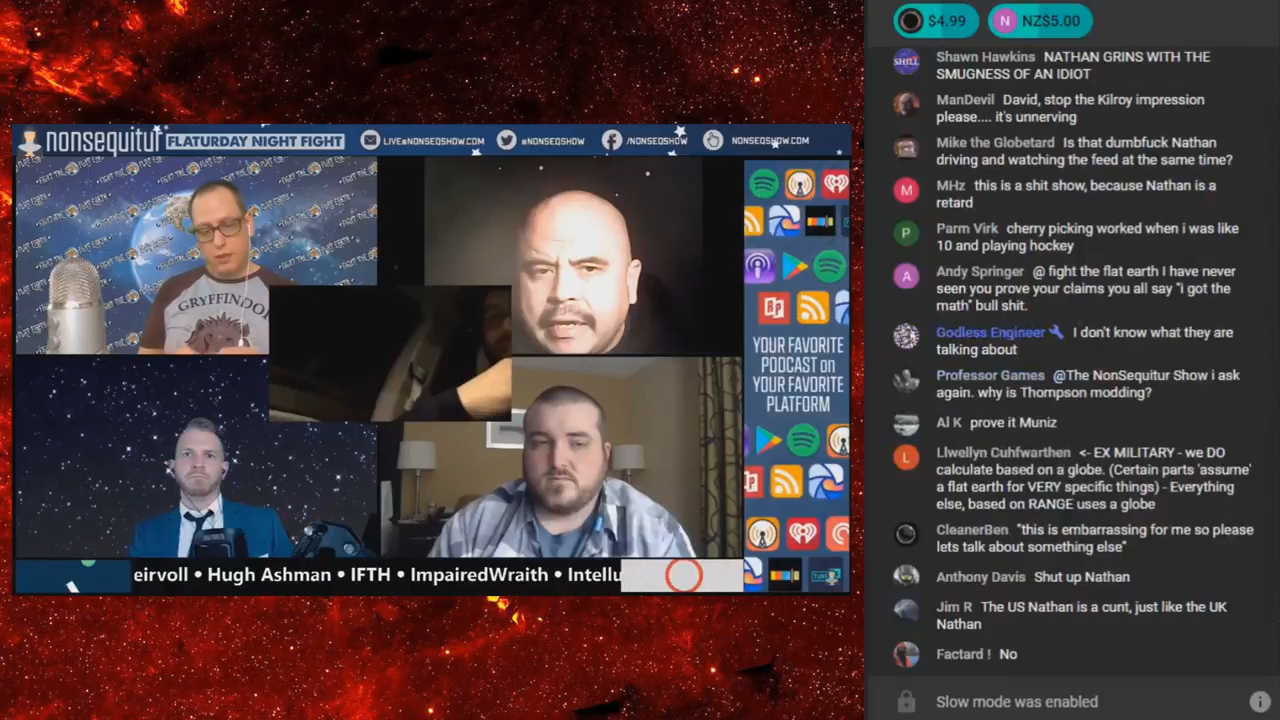 nonsequitur
FLATURDAY NIGHT FIGHT
LIVE@NONSEQSHOW.COM
@NONSEQSHOW
/NONSEQSHOW
NONSEQSHOW.COM
GRYFFINDO
YOUR FAVORITE
PODCAST on
YOUR FAVORITE
PLATFORM
eirvoll • Hugh Ashman • IFTH • ImpairedWraith • Intellu
$4.99
N NZ$5.00
SHILL
Shawn Hawkins NATHAN GRINS WITH THE
SMUGNESS OF AN IDIOT
ManDevil David, stop the Kilroy impression
please.... it's unnerving
Mike the Globetard Is that dumbfuck Nathan
driving and watching the feed at the same time?
M MHz this is a shit show, because Nathan is a
retard
P Parm Virk cherry picking worked when i was like
10 and playing hockey
A Andy Springer @ fight the flat earth I have never
seen you prove your claims you all say "i got the
math" bull shit.
Godless Engineer I don't know what they are
talking about
Professor Games @The NonSequitur Show i ask
again. why is Thompson modding?
Al K prove it Muniz
L Llwellyn Cuhfwarthen <- EX MILITARY - we DO
calculate based on a globe. (Certain parts 'assume'
a flat earth for VERY specific things) - Everything
else, based on RANGE uses a globe
CleanerBen "this is embarrassing for me so please
lets talk about something else"
Anthony Davis Shut up Nathan
Jim R The US Nathan is a cunt, just like the UK
Nathan
Factard ! No
Slow mode was enabled